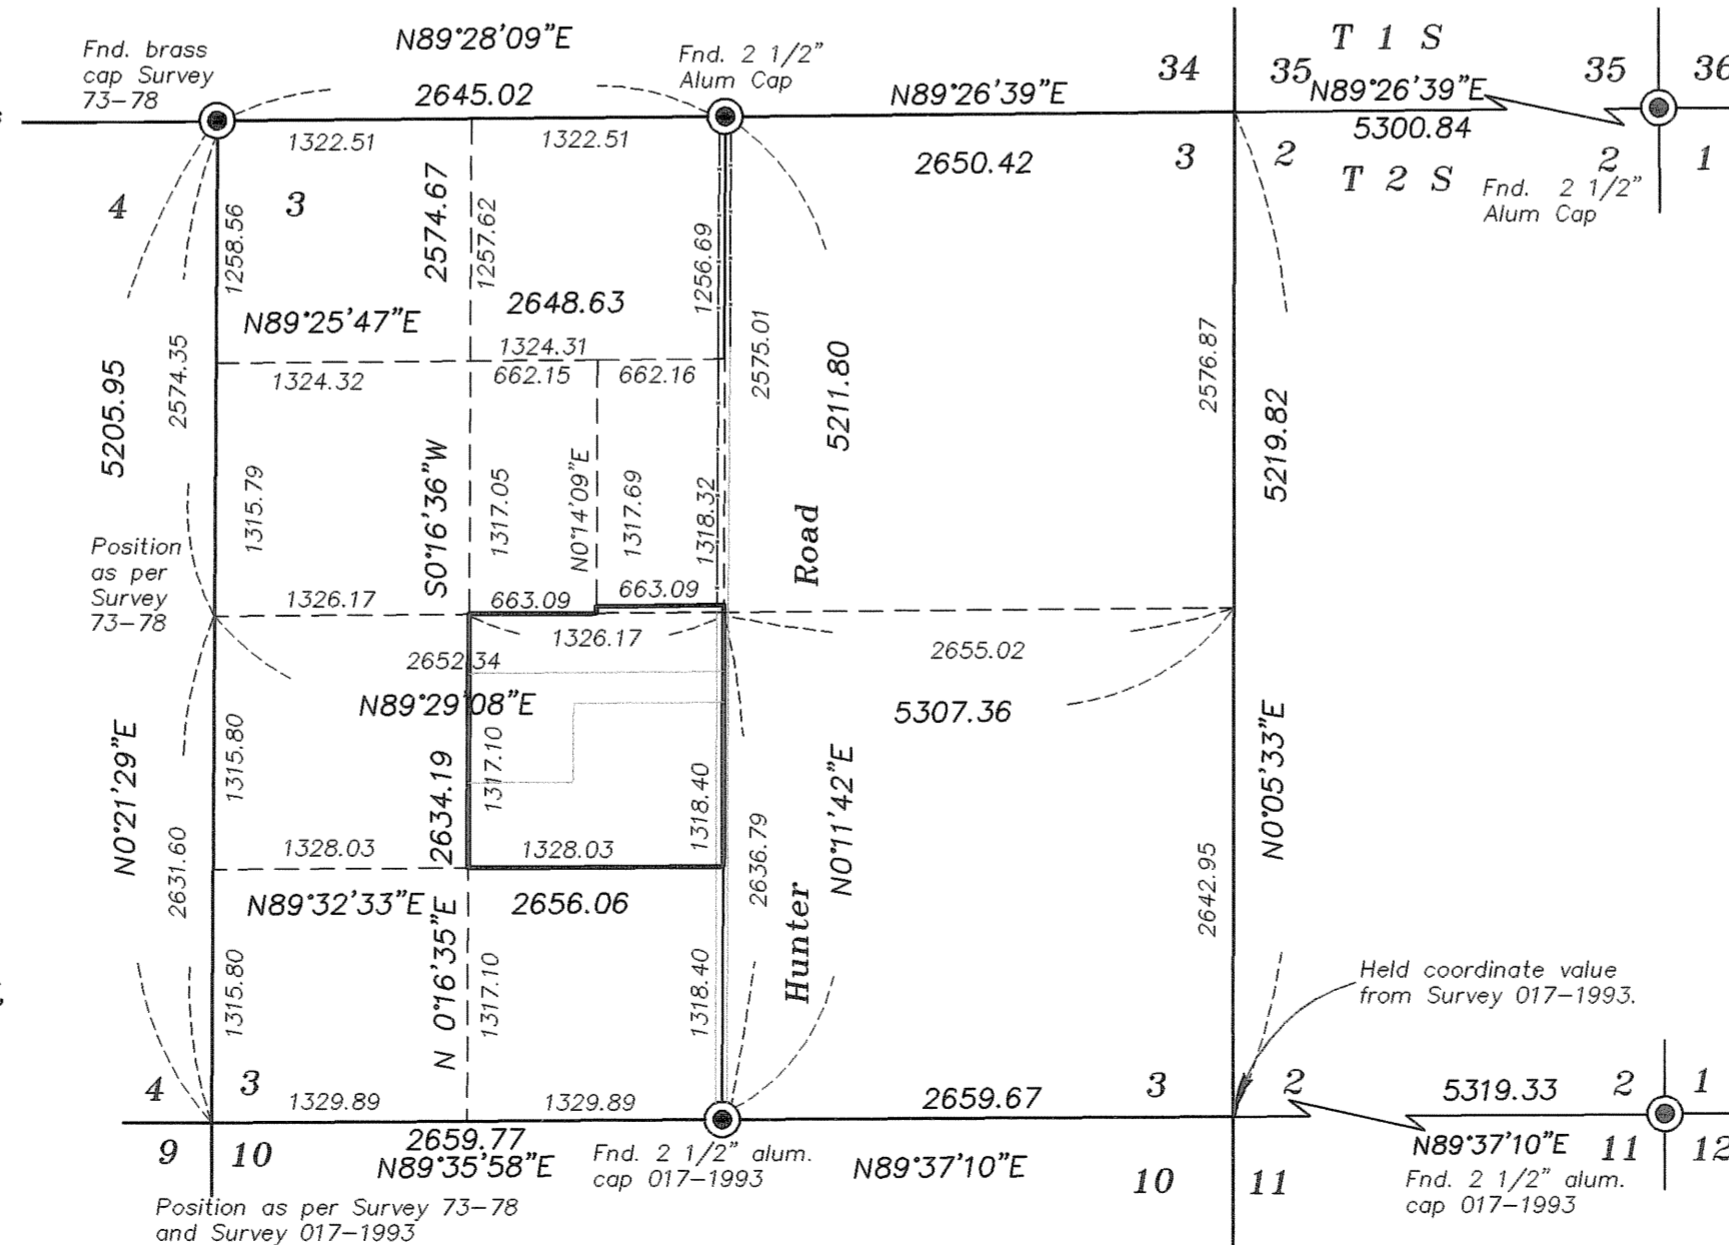 Fnd. brass
cap Survey
73-78
N89°28'09"E
2645.02
Fnd. 2 1/2"
Alum Cap
N89°26'39"E
34
35
T 1 S
N89°26'39"E
35
36
5300.84
1322.51
1322.51
2650.42
3
2
T 2 S
2
1
Fnd. 2 1/2"
Alum Cap
4
3
1258.56
2574.67
1257.62
1256.69
N89°25'47"E
2648.63
1324.31
1324.32
662.15
662.16
5205.95
2574.35
2575.01
5211.80
2576.87
5219.82
1315.79
S0°16'36"W
1317.05
N0°14'09"E
1317.69
1318.32
Road
Position
as per
Survey
73-78
1326.17
663.09
663.09
1326.17
2655.02
2652.34
N89°29'08"E
5307.36
N0°21'29"E
1315.80
2634.19
1317.10
1318.40
N0°11'42"E
N0°05'33"E
1328.03
1328.03
2631.60
2636.79
2642.95
N89°32'33"E
2656.06
Hunter
1315.80
N 0°16'35"E
1317.10
1318.40
Held coordinate value
from Survey 017-1993.
4
3
1329.89
1329.89
2659.67
3
2
5319.33
2
1
9
10
2659.77
N89°35'58"E
Fnd. 2 1/2" alum.
cap 017-1993
N89°37'10"E
10
11
N89°37'10"E
11
12
Fnd. 2 1/2" alum.
cap 017-1993
Position as per Survey 73-78
and Survey 017-1993